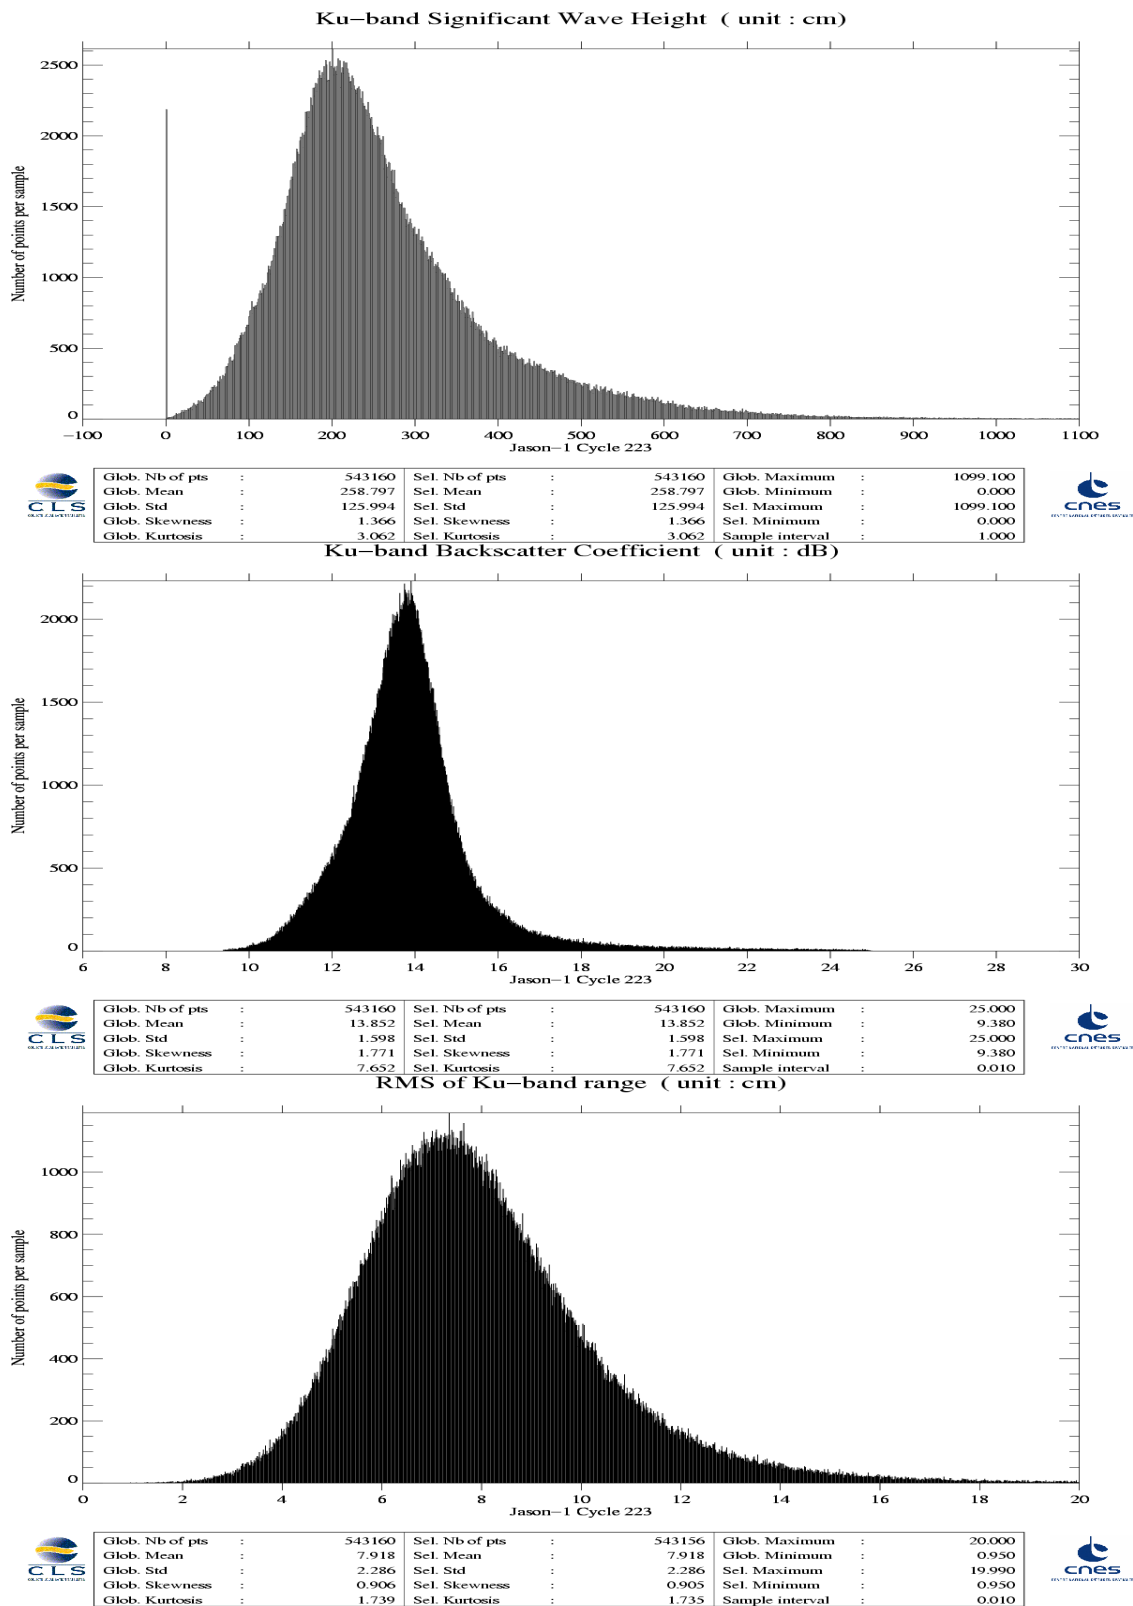 Ku−band Significant Wave Height ( unit : cm)
Number of points per sample
2500
2000
1500
1000
500
0
−100 0 100 200 300 400 500 600 700 800 900 1000 1100
Jason−1 Cycle 223
CLS
Glob. Nb of pts : 543160 Sel. Nb of pts : 543160 Glob. Maximum : 1099.100
Glob. Mean : 258.797 Sel. Mean : 258.797 Glob. Minimum : 0.000
Glob. Std : 125.994 Sel. Std : 125.994 Sel. Maximum : 1099.100
Glob. Skewness : 1.366 Sel. Skewness : 1.366 Sel. Minimum : 0.000
Glob. Kurtosis : 3.062 Sel. Kurtosis : 3.062 Sample interval : 1.000
cnes
Ku−band Backscatter Coefficient ( unit : dB)
Number of points per sample
2000
1500
1000
500
0
6 8 10 12 14 16 18 20 22 24 26 28 30
Jason−1 Cycle 223
CLS
Glob. Nb of pts : 543160 Sel. Nb of pts : 543160 Glob. Maximum : 25.000
Glob. Mean : 13.852 Sel. Mean : 13.852 Glob. Minimum : 9.380
Glob. Std : 1.598 Sel. Std : 1.598 Sel. Maximum : 25.000
Glob. Skewness : 1.771 Sel. Skewness : 1.771 Sel. Minimum : 9.380
Glob. Kurtosis : 7.652 Sel. Kurtosis : 7.652 Sample interval : 0.010
cnes
RMS of Ku−band range ( unit : cm)
Number of points per sample
1000
800
600
400
200
0
0 2 4 6 8 10 12 14 16 18 20
Jason−1 Cycle 223
CLS
Glob. Nb of pts : 543160 Sel. Nb of pts : 543156 Glob. Maximum : 20.000
Glob. Mean : 7.918 Sel. Mean : 7.918 Glob. Minimum : 0.950
Glob. Std : 2.286 Sel. Std : 2.286 Sel. Maximum : 19.990
Glob. Skewness : 0.906 Sel. Skewness : 0.905 Sel. Minimum : 0.950
Glob. Kurtosis : 1.739 Sel. Kurtosis : 1.735 Sample interval : 0.010
cnes